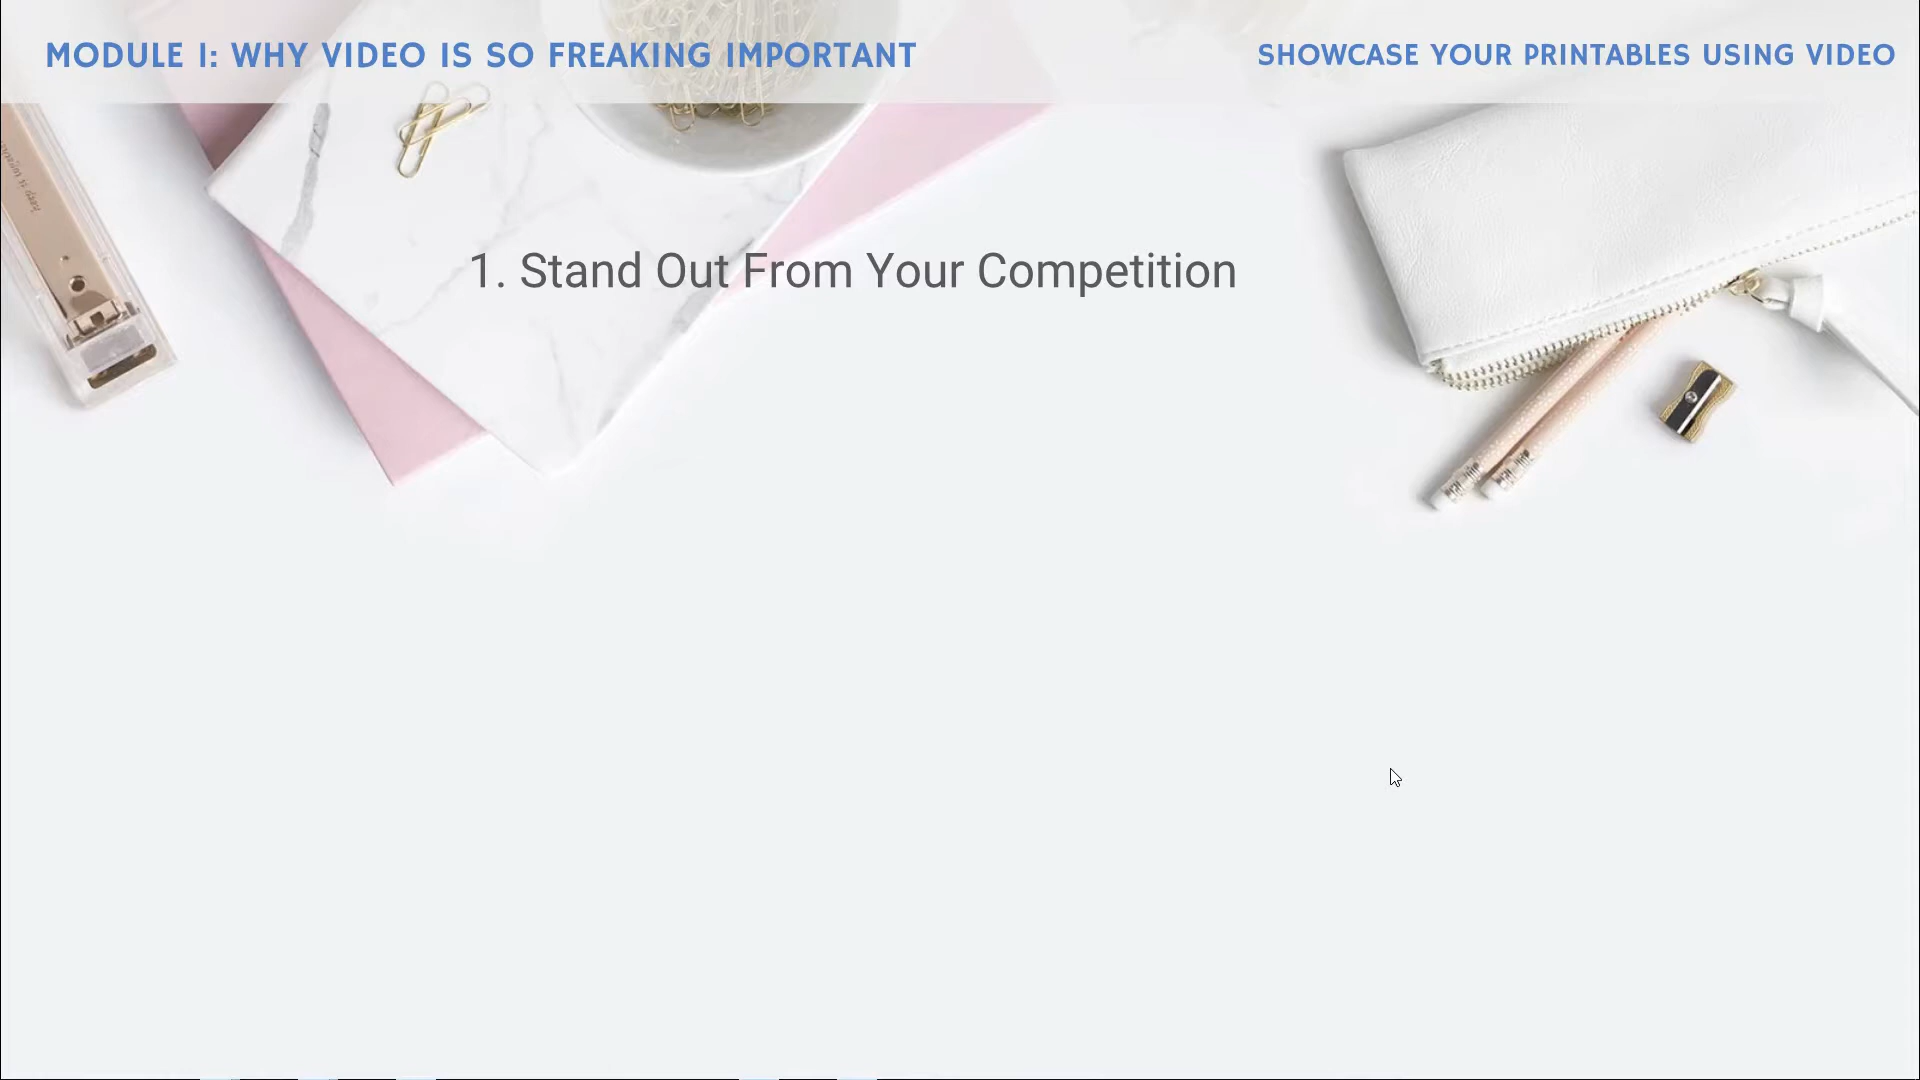 MODULE 1: WHY VIDEO IS SO FREAKING IMPORTANT
SHOWCASE YOUR PRINTABLES USING VIDEO
1. Stand Out From Your Competition